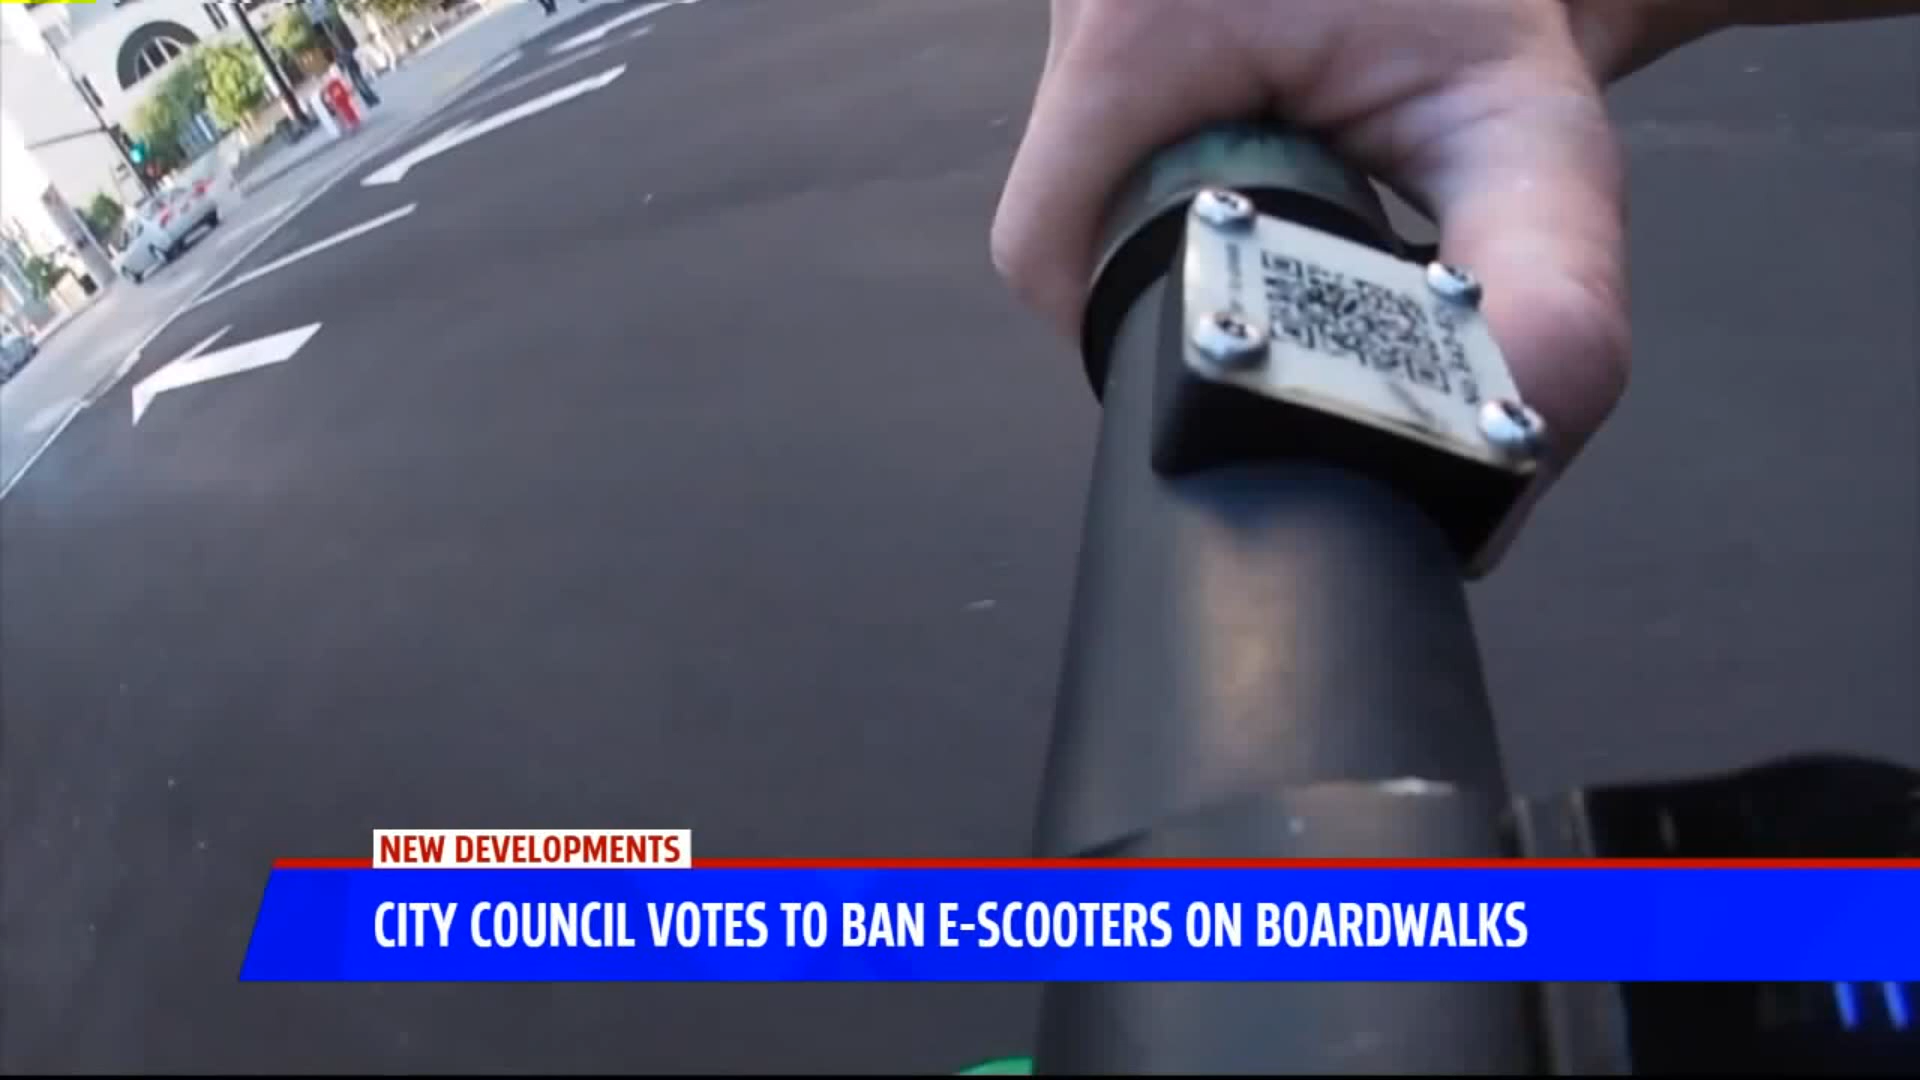 NEW DEVELOPMENTS
CITY COUNCIL VOTES TO BAN E-SCOOTERS ON BOARDWALKS